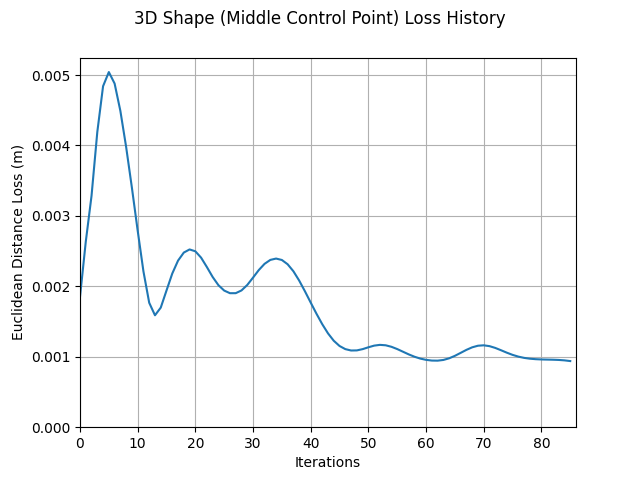 3D Shape (Middle Control Point) Loss History
Euclidean Distance Loss (m)
0.005
0.004
0.003
0.002
0.001
0.000
0 10 20 30 40 50 60 70 80
Iterations